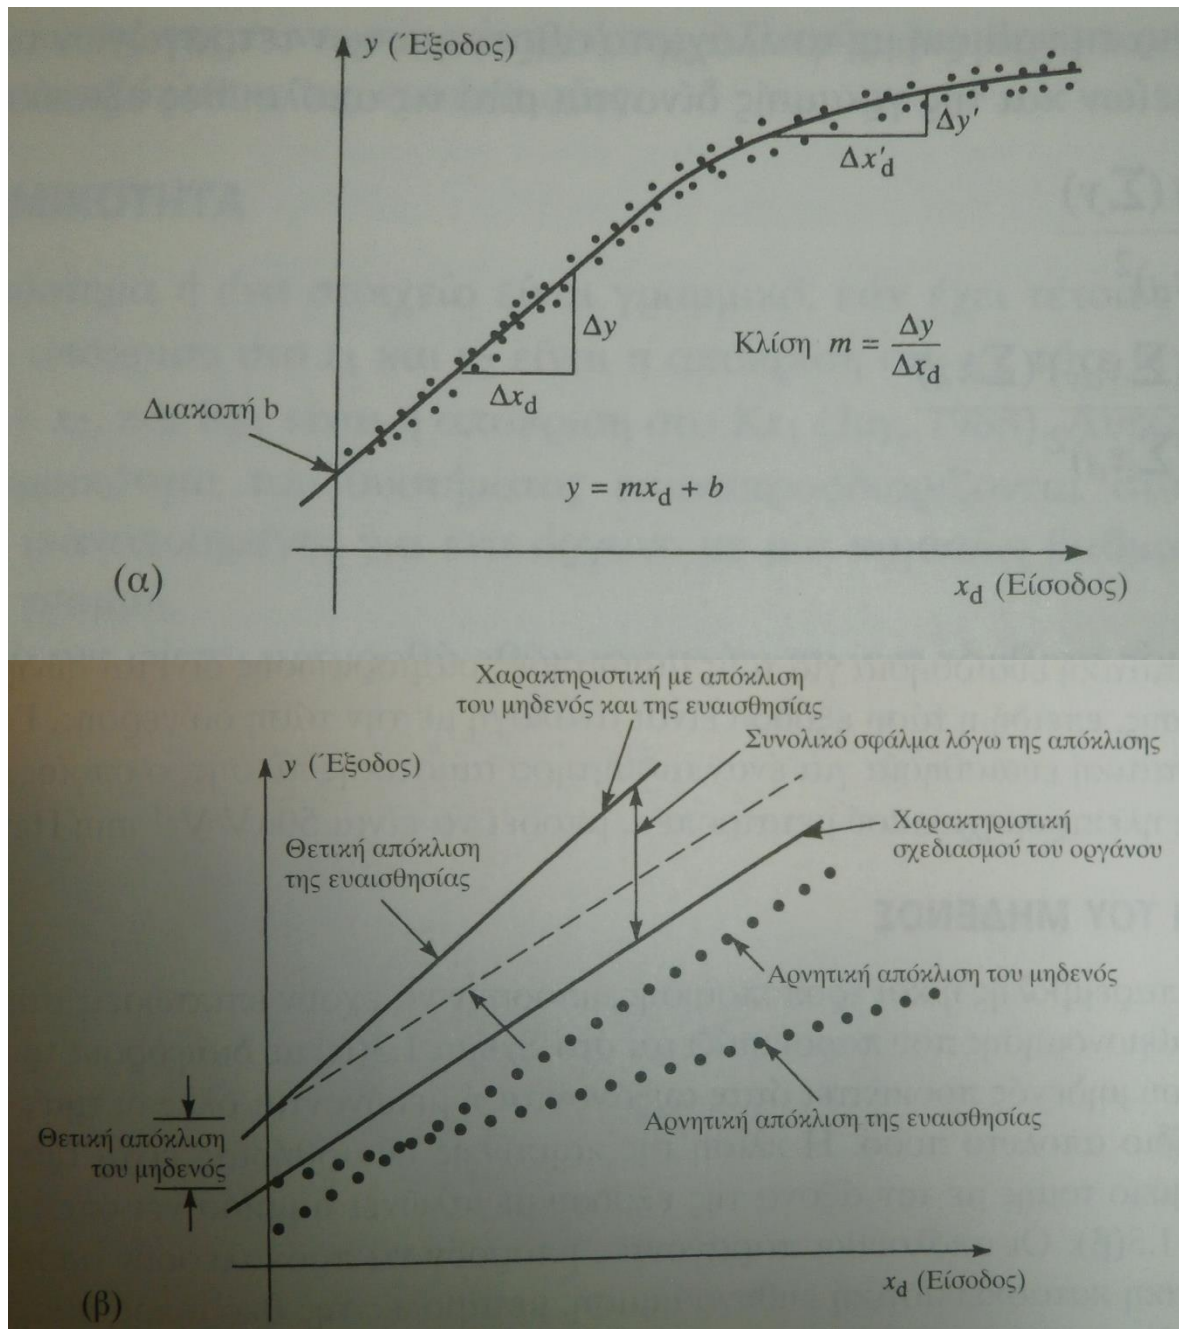 y (Έξοδος)
Δy′
Δx′d
Δy
Κλίση m = Δy / Δxd
Δxd
Διακοπή b
y = mxd + b
(α)
xd (Είσοδος)
Χαρακτηριστική με απόκλιση
του μηδενός και της ευαισθησίας
Συνολικό σφάλμα λόγω της απόκλισης
y (Έξοδος)
Χαρακτηριστική
σχεδιασμού του οργάνου
Θετική απόκλιση
της ευαισθησίας
Αρνητική απόκλιση του μηδενός
Αρνητική απόκλιση της ευαισθησίας
Θετική απόκλιση
του μηδενός
xd (Είσοδος)
(β)